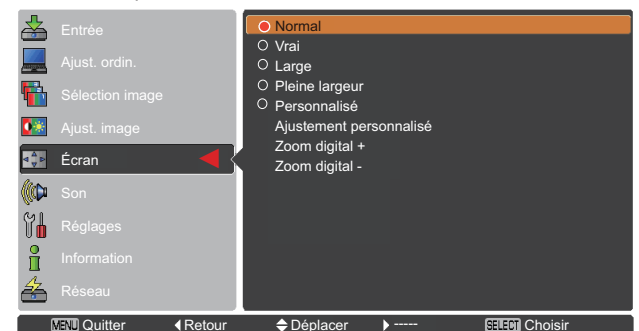 Entrée
Ajust. ordin.
Sélection image
Ajust. image
Écran
Son
Réglages
Information
Réseau
Normal
Vrai
Large
Pleine largeur
Personnalisé
Ajustement personnalisé
Zoom digital +
Zoom digital -
MENU Quitter Retour Déplacer ----- SELECT Choisir